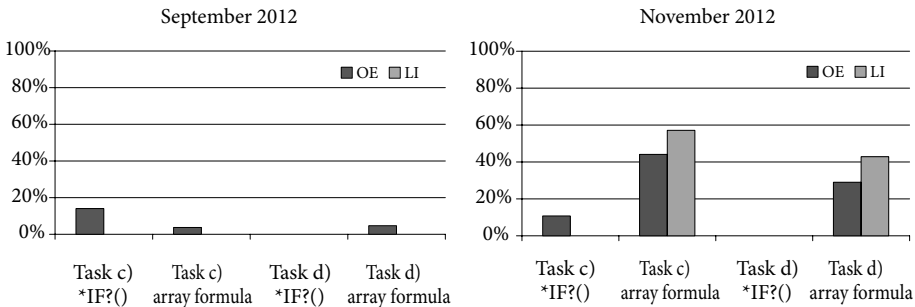 September 2012
100%
80%
60%
40%
20%
0%
OE LI
Task c) Task c) Task d) Task d)
*IF?() array formula *IF?() array formula
November 2012
100%
80%
60%
40%
20%
0%
OE LI
Task c) Task c) Task d) Task d)
*IF?() array formula *IF?() array formula